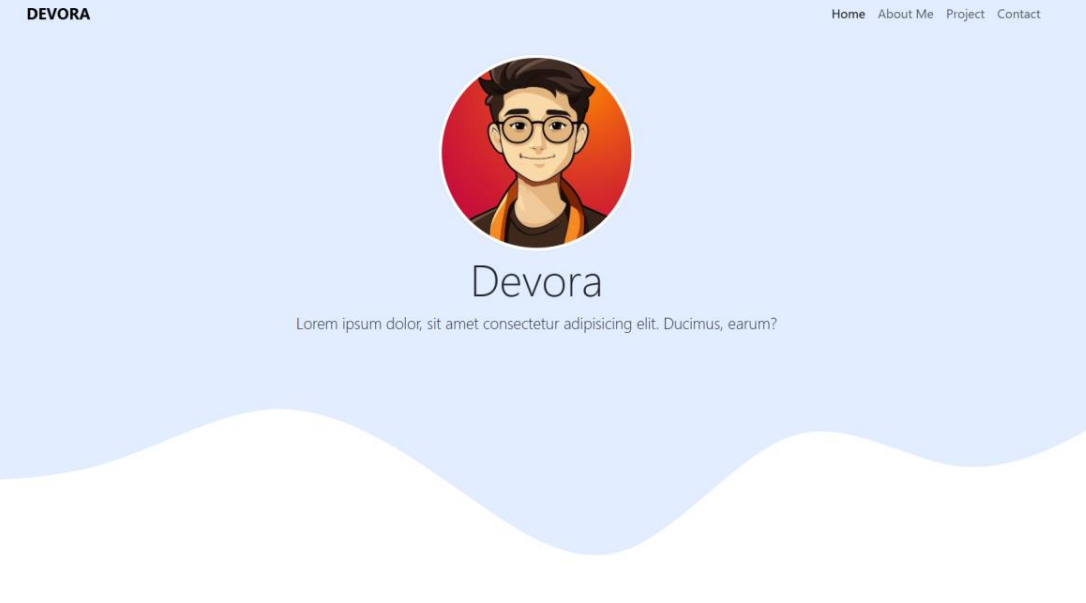 DEVORA
Home About Me Project Contact
Devora
Lorem ipsum dolor, sit amet consectetur adipisicing elit. Ducimus, earum?